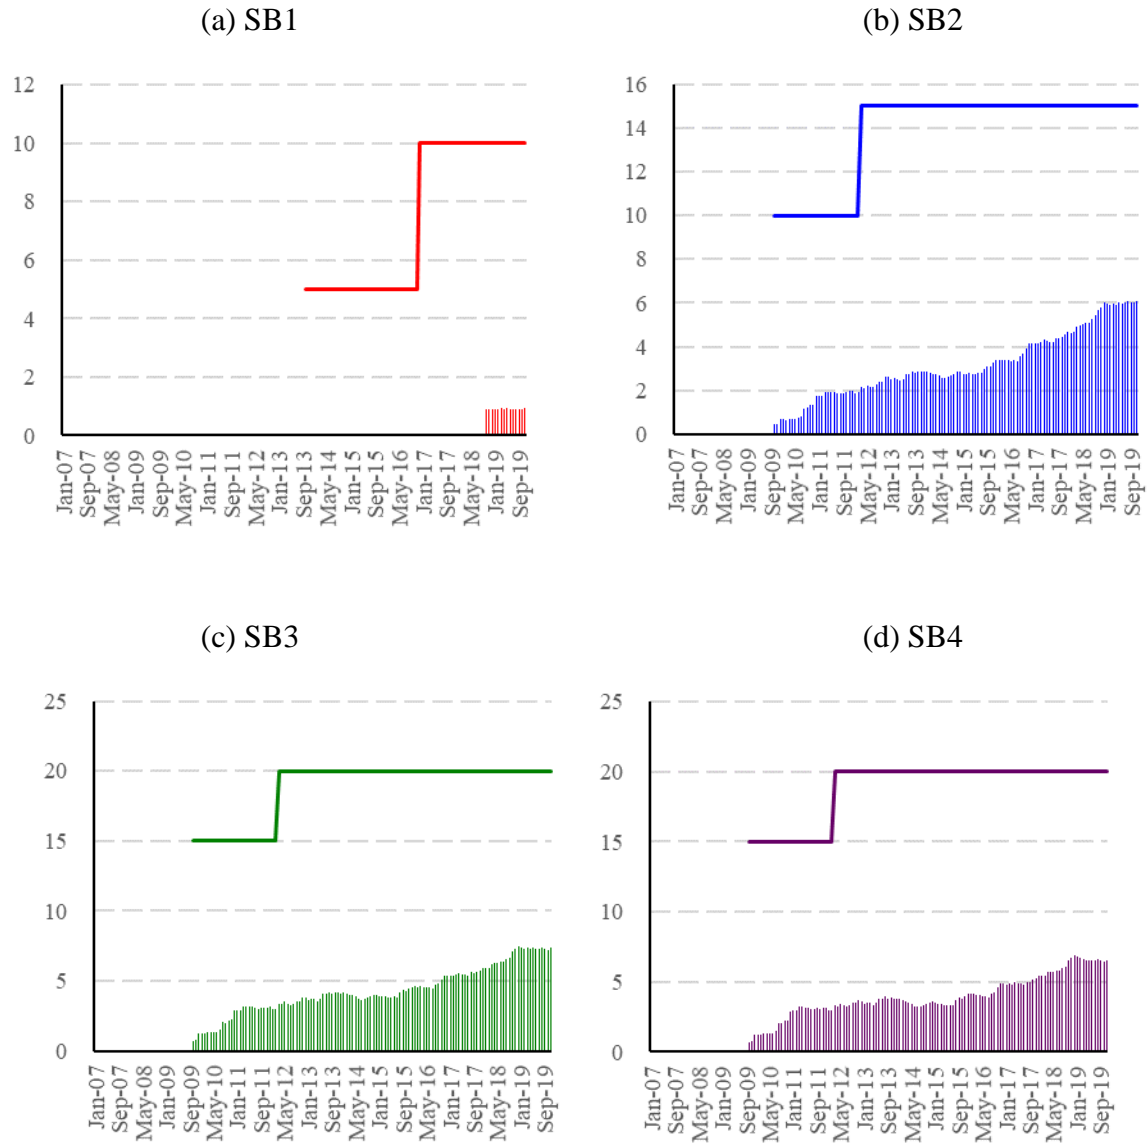 (a) SB1
(b) SB2
12
10
8
6
4
2
0
Jan-07
Sep-07
May-08
Jan-09
Sep-09
May-10
Jan-11
Sep-11
May-12
Jan-13
Sep-13
May-14
Jan-15
Sep-15
May-16
Jan-17
Sep-17
May-18
Jan-19
Sep-19
16
14
12
10
8
6
4
2
0
Jan-07
Sep-07
May-08
Jan-09
Sep-09
May-10
Jan-11
Sep-11
May-12
Jan-13
Sep-13
May-14
Jan-15
Sep-15
May-16
Jan-17
Sep-17
May-18
Jan-19
Sep-19
(c) SB3
(d) SB4
25
20
15
10
5
0
Jan-07
Sep-07
May-08
Jan-09
Sep-09
May-10
Jan-11
Sep-11
May-12
Jan-13
Sep-13
May-14
Jan-15
Sep-15
May-16
Jan-17
Sep-17
May-18
Jan-19
Sep-19
25
20
15
10
5
0
Jan-07
Sep-07
May-08
Jan-09
Sep-09
May-10
Jan-11
Sep-11
May-12
Jan-13
Sep-13
May-14
Jan-15
Sep-15
May-16
Jan-17
Sep-17
May-18
Jan-19
Sep-19